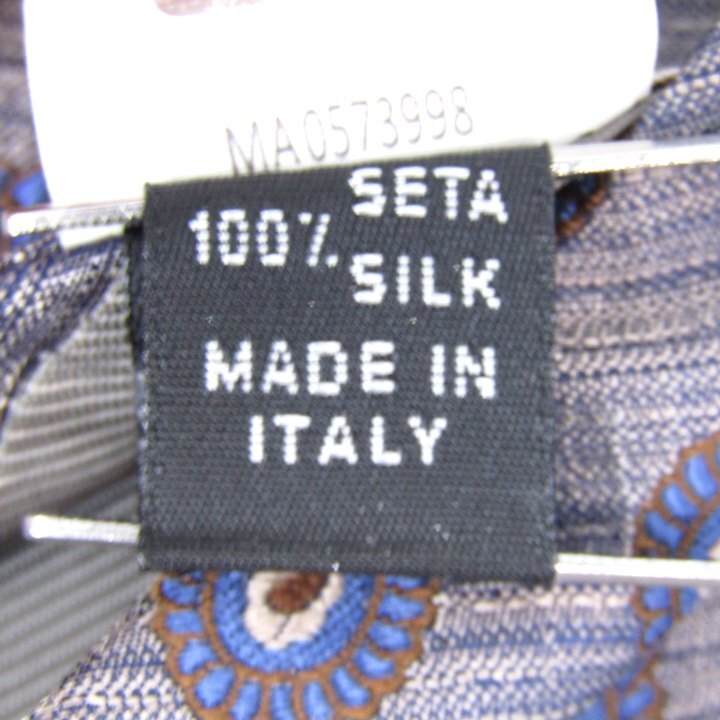 MA0573998
100% SETA
SILK
MADE IN
ITALY